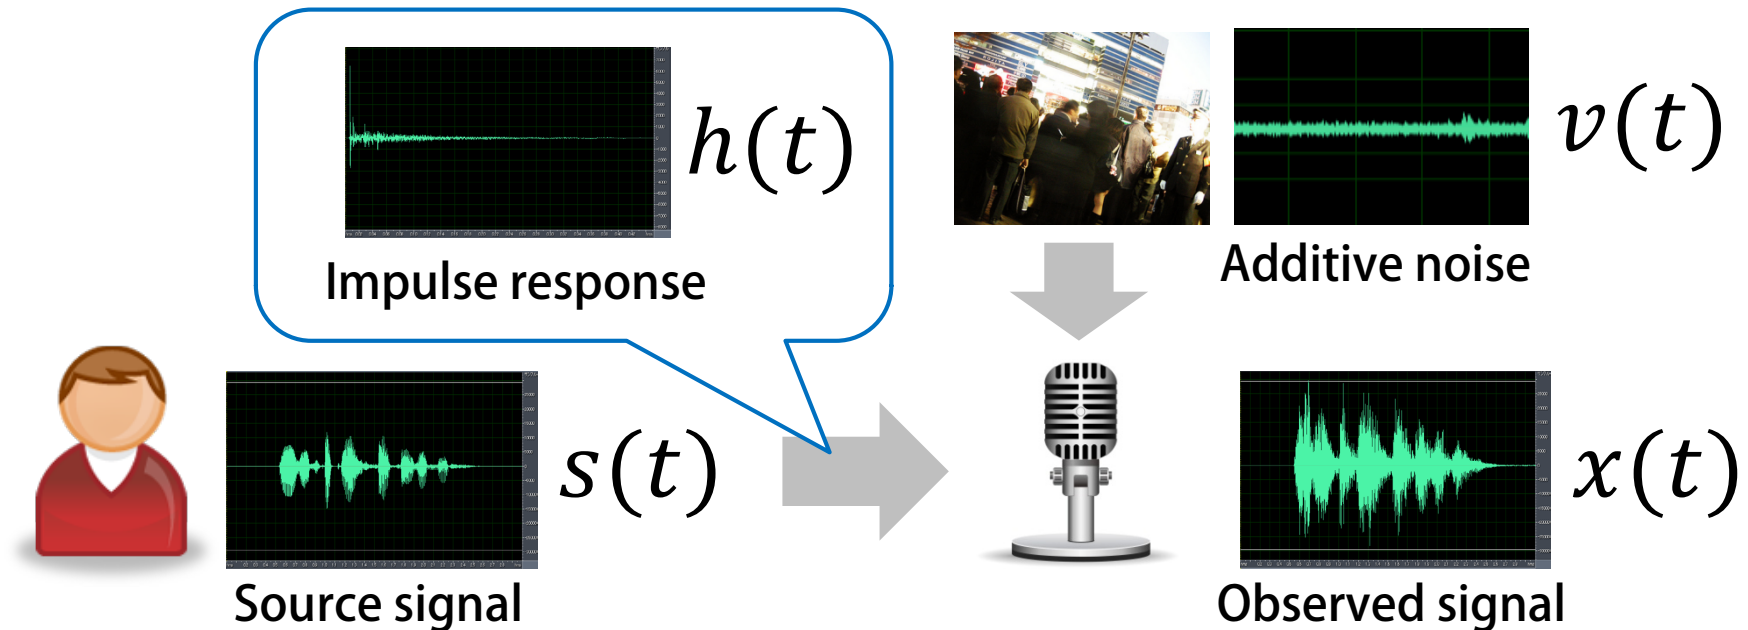 h(t)
Impulse response
v(t)
Additive noise
s(t)
Source signal
x(t)
Observed signal